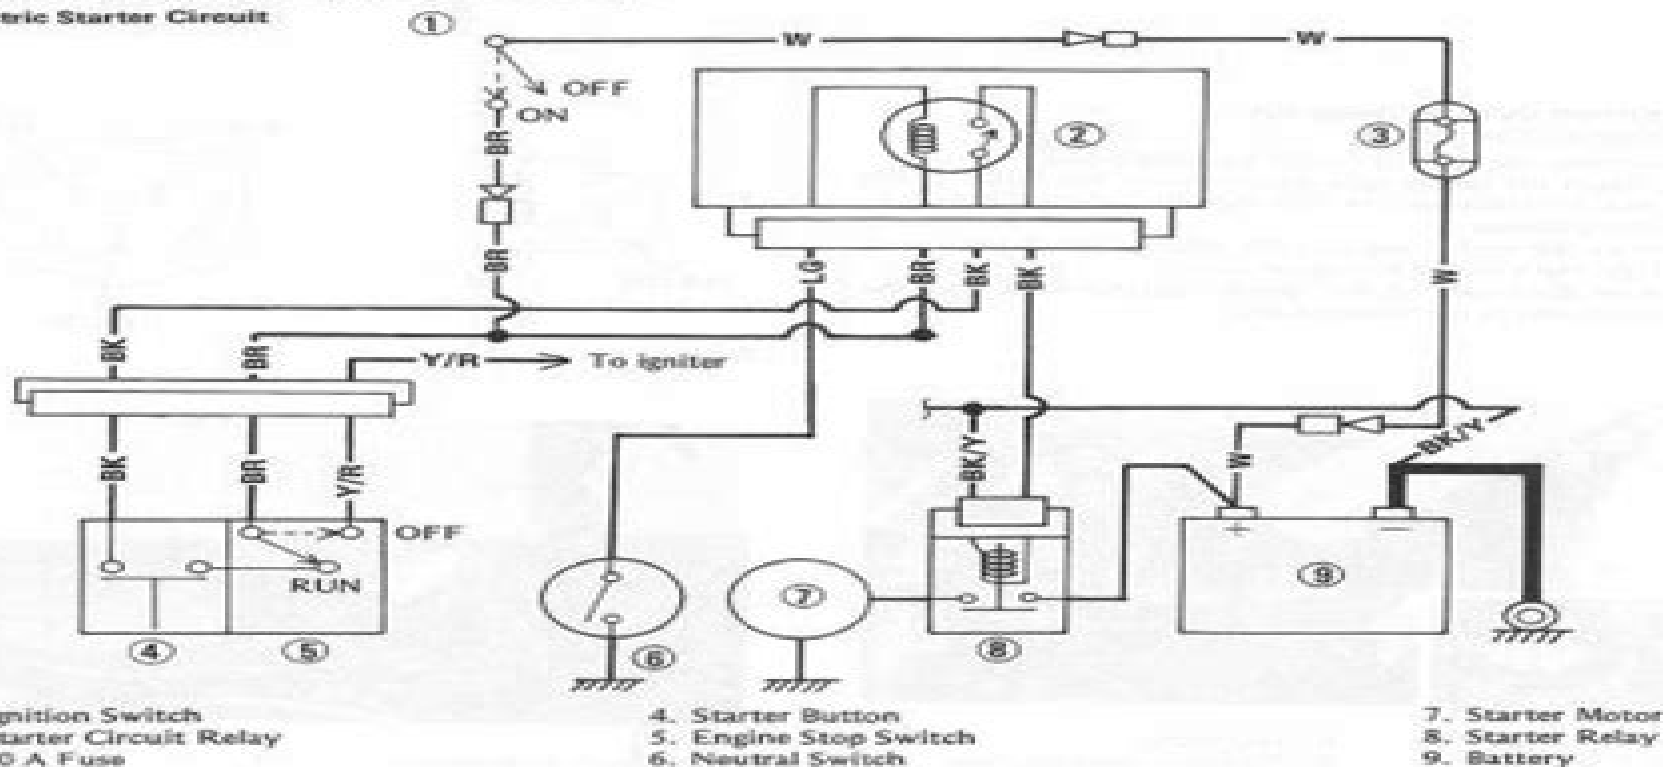 tric Starter Circuit
1
W
W
OFF
ON
BR
2
3
BR
LG
BR
BK
BK
W
BK
BR
Y/R
To igniter
BK
BR
Y/R
BK/Y
W
BK/Y
OFF
RUN
+
−
4
5
6
7
8
9
gnition Switch
tarter Circuit Relay
0 A Fuse
4. Starter Button
5. Engine Stop Switch
6. Neutral Switch
7. Starter Motor
8. Starter Relay
9. Battery